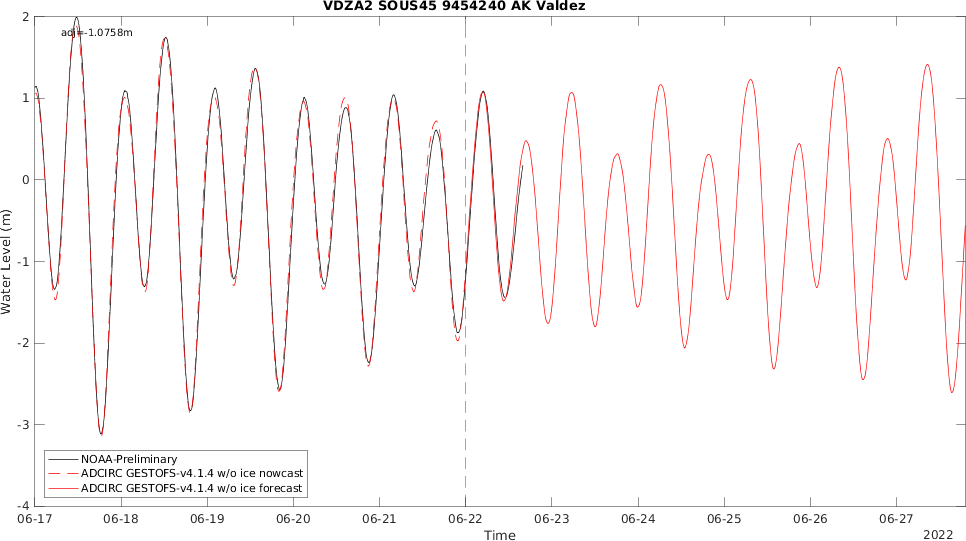 VDZA2 SOUS45 9454240 AK Valdez
adj=-1.0758m
2
1
0
-1
-2
-3
-4
Water Level (m)
NOAA-Preliminary
ADCIRC GESTOFS-v4.1.4 w/o ice nowcast
ADCIRC GESTOFS-v4.1.4 w/o ice forecast
06-17 06-18 06-19 06-20 06-21 06-22 06-23 06-24 06-25 06-26 06-27
Time
2022